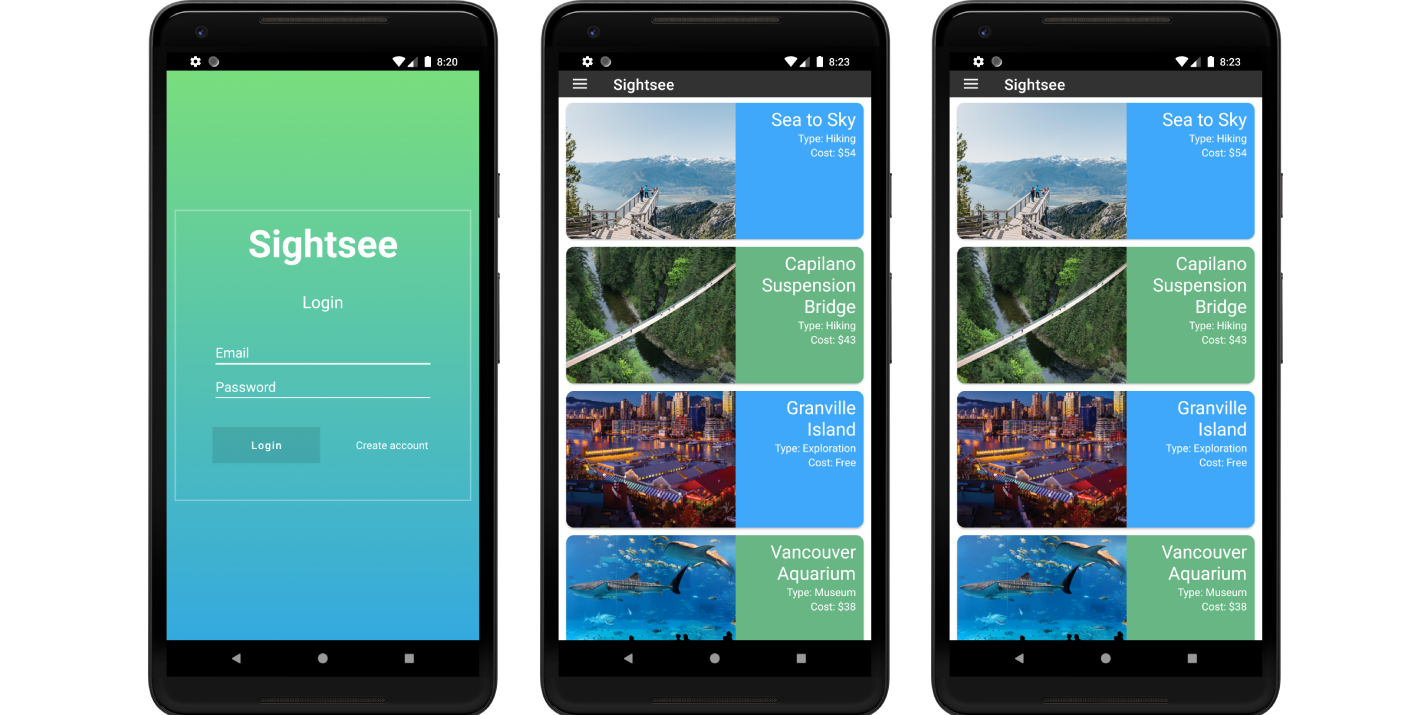 8:20
Sightsee
Login
Email
Password
Login
Create account
8:23
Sightsee
Sea to Sky
Type: Hiking
Cost: $54
Capilano
Suspension
Bridge
Type: Hiking
Cost: $43
Granville
Island
Type: Exploration
Cost: Free
Vancouver
Aquarium
Type: Museum
Cost: $38
8:23
Sightsee
Sea to Sky
Type: Hiking
Cost: $54
Capilano
Suspension
Bridge
Type: Hiking
Cost: $43
Granville
Island
Type: Exploration
Cost: Free
Vancouver
Aquarium
Type: Museum
Cost: $38